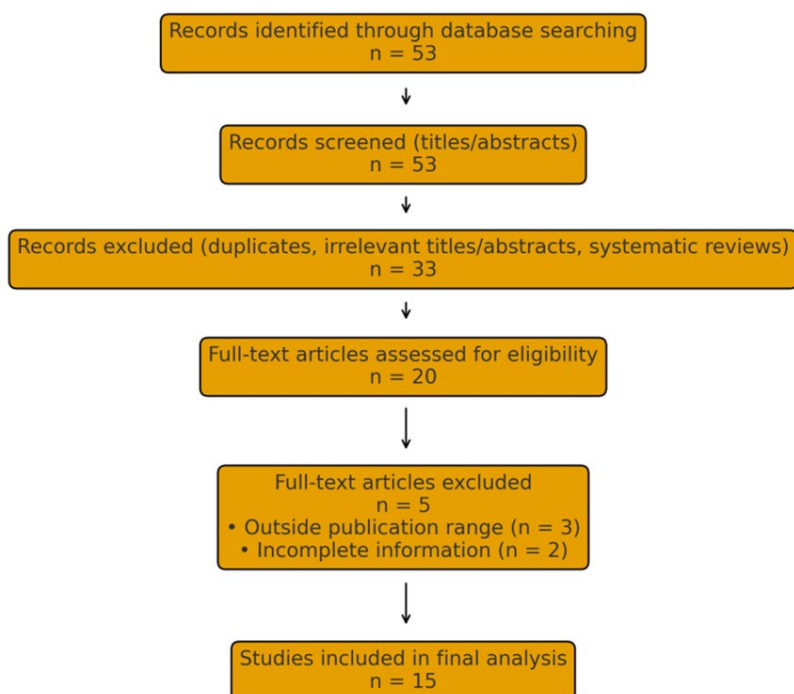 Records identified through database searching
n = 53
Records screened (titles/abstracts)
n = 53
Records excluded (duplicates, irrelevant titles/abstracts, systematic reviews)
n = 33
Full-text articles assessed for eligibility
n = 20
Full-text articles excluded
n = 5
• Outside publication range (n = 3)
• Incomplete information (n = 2)
Studies included in final analysis
n = 15